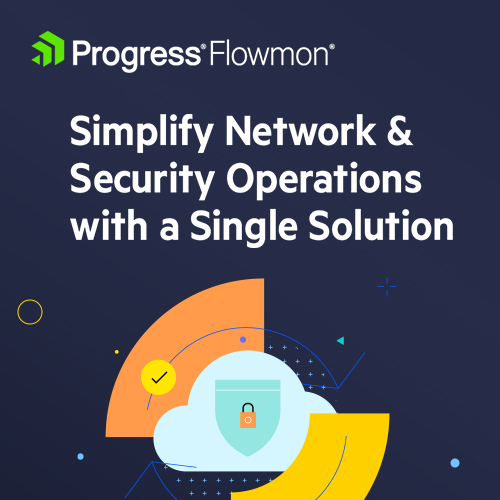 Progress® Flowmon®
Simplify Network &
Security Operations
with a Single Solution